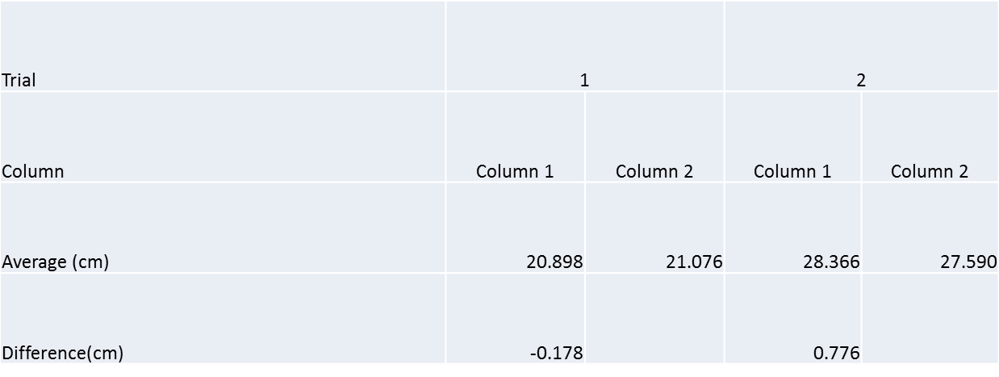 Trial 1 2
Column Column 1 Column 2 Column 1 Column 2
Average (cm) 20.898 21.076 28.366 27.590
Difference(cm) -0.178 0.776